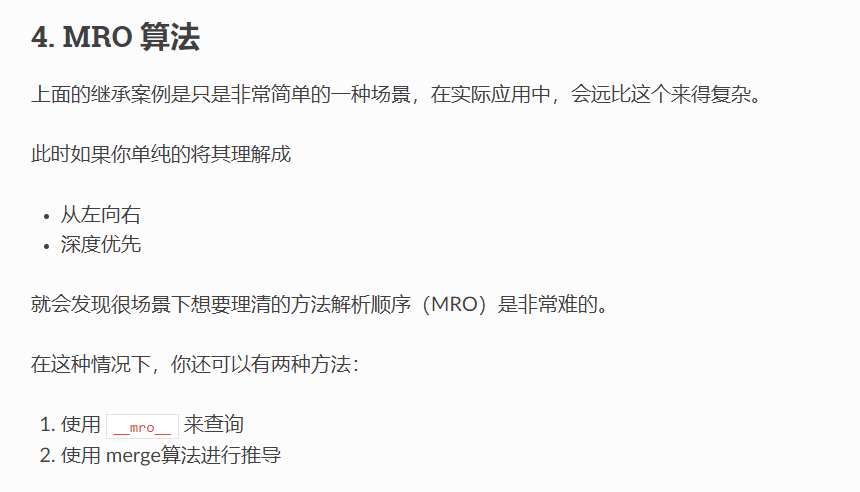 4. MRO 算法
上面的继承案例是只是非常简单的一种场景，在实际应用中，会远比这个来得复杂。
此时如果你单纯的将其理解成
• 从左向右
• 深度优先
就会发现很场景下想要理清的方法解析顺序（MRO）是非常难的。
在这种情况下，你还可以有两种方法：
1. 使用 __mro__ 来查询
2. 使用 merge算法进行推导